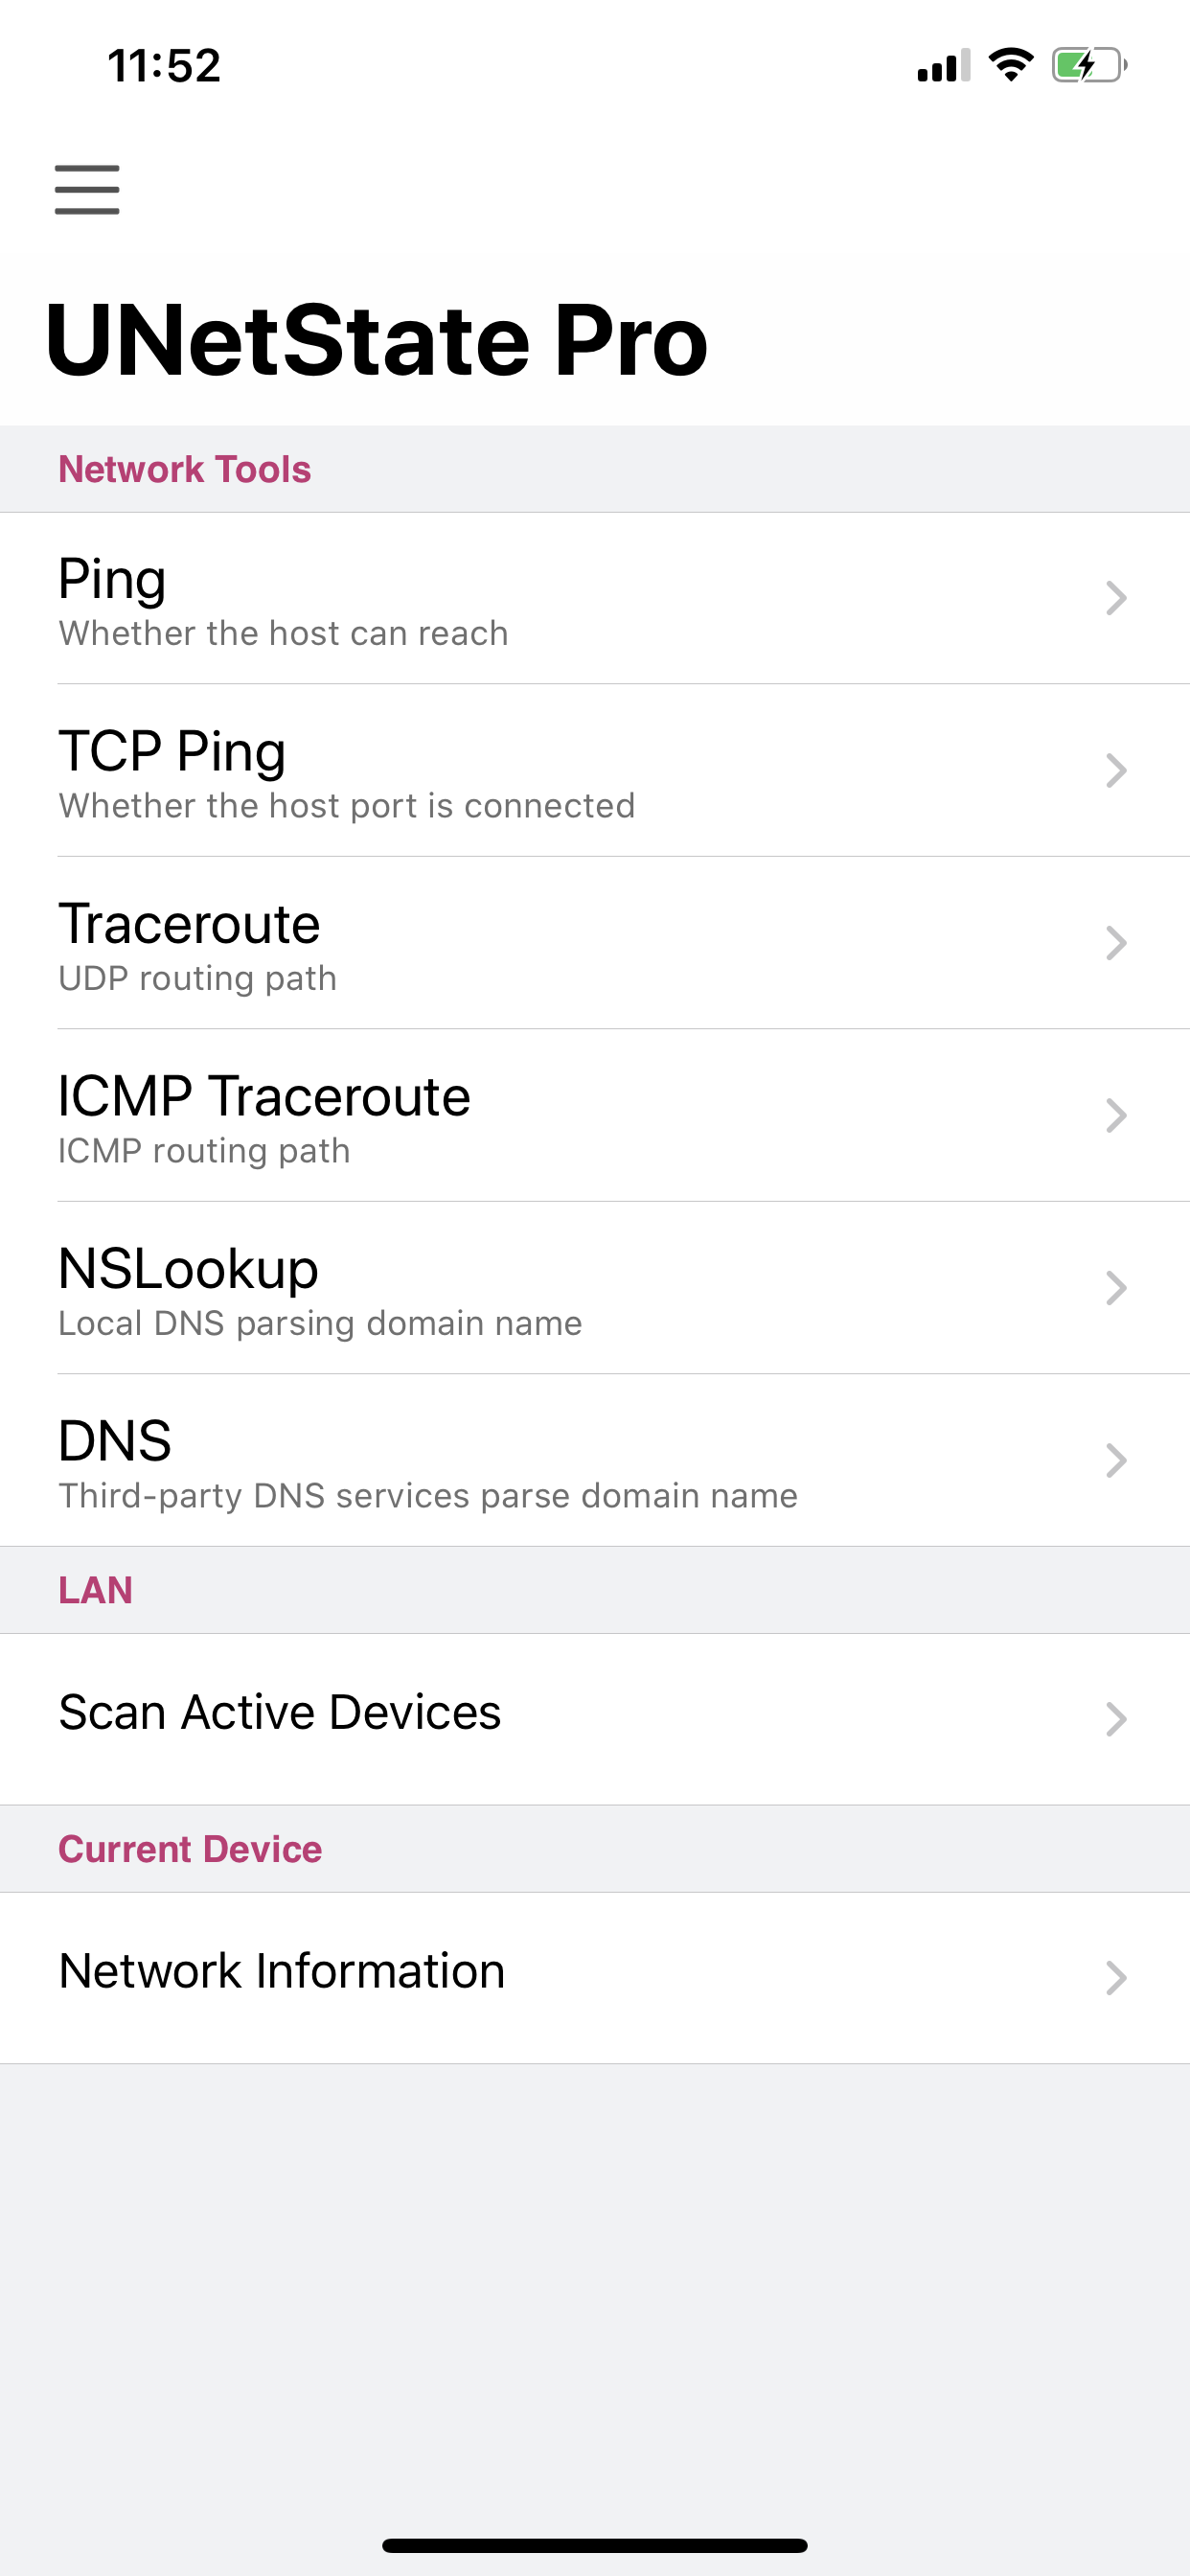 11:52
UNetState Pro
Network Tools
Ping
Whether the host can reach
TCP Ping
Whether the host port is connected
Traceroute
UDP routing path
ICMP Traceroute
ICMP routing path
NSLookup
Local DNS parsing domain name
DNS
Third-party DNS services parse domain name
LAN
Scan Active Devices
Current Device
Network Information